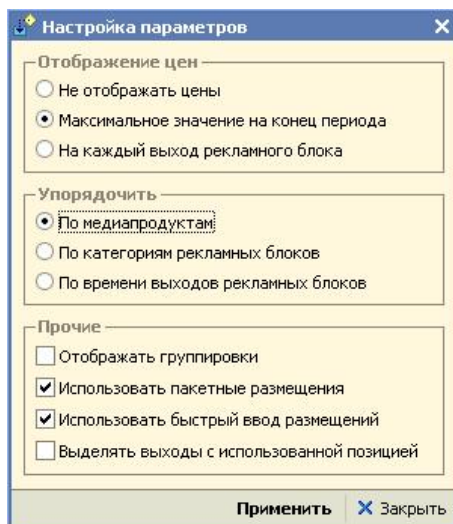 Настройка параметров
Отображение цен
Не отображать цены
Максимальное значение на конец периода
На каждый выход рекламного блока
Упорядочить
По медиапродуктам
По категориям рекламных блоков
По времени выходов рекламных блоков
Прочие
Отображать группировки
Использовать пакетные размещения
Использовать быстрый ввод размещений
Выделять выходы с использованной позицией
Применить Закрыть